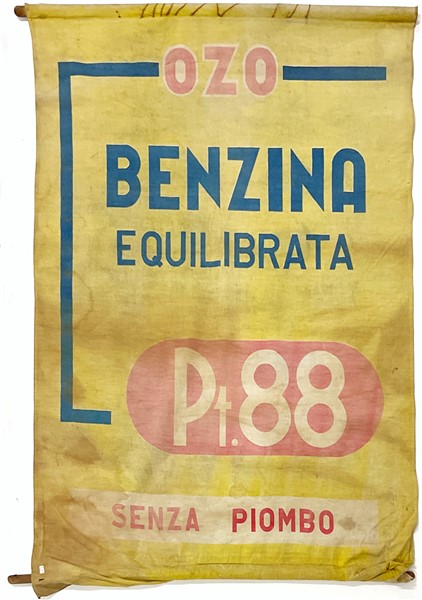 OZO
BENZINA
EQUILIBRATA
Pt.88
SENZA PIOMBO